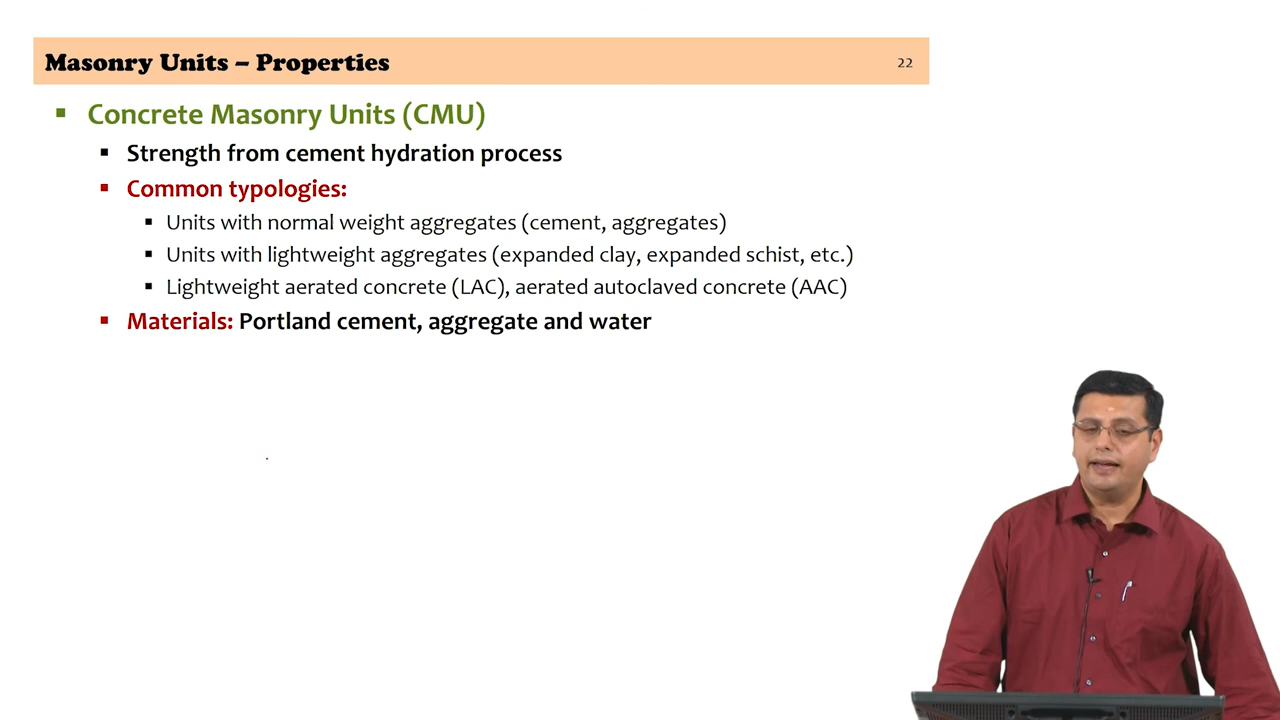 Masonry Units – Properties
22
Concrete Masonry Units (CMU)
Strength from cement hydration process
Common typologies:
Units with normal weight aggregates (cement, aggregates)
Units with lightweight aggregates (expanded clay, expanded schist, etc.)
Lightweight aerated concrete (LAC), aerated autoclaved concrete (AAC)
Materials: Portland cement, aggregate and water